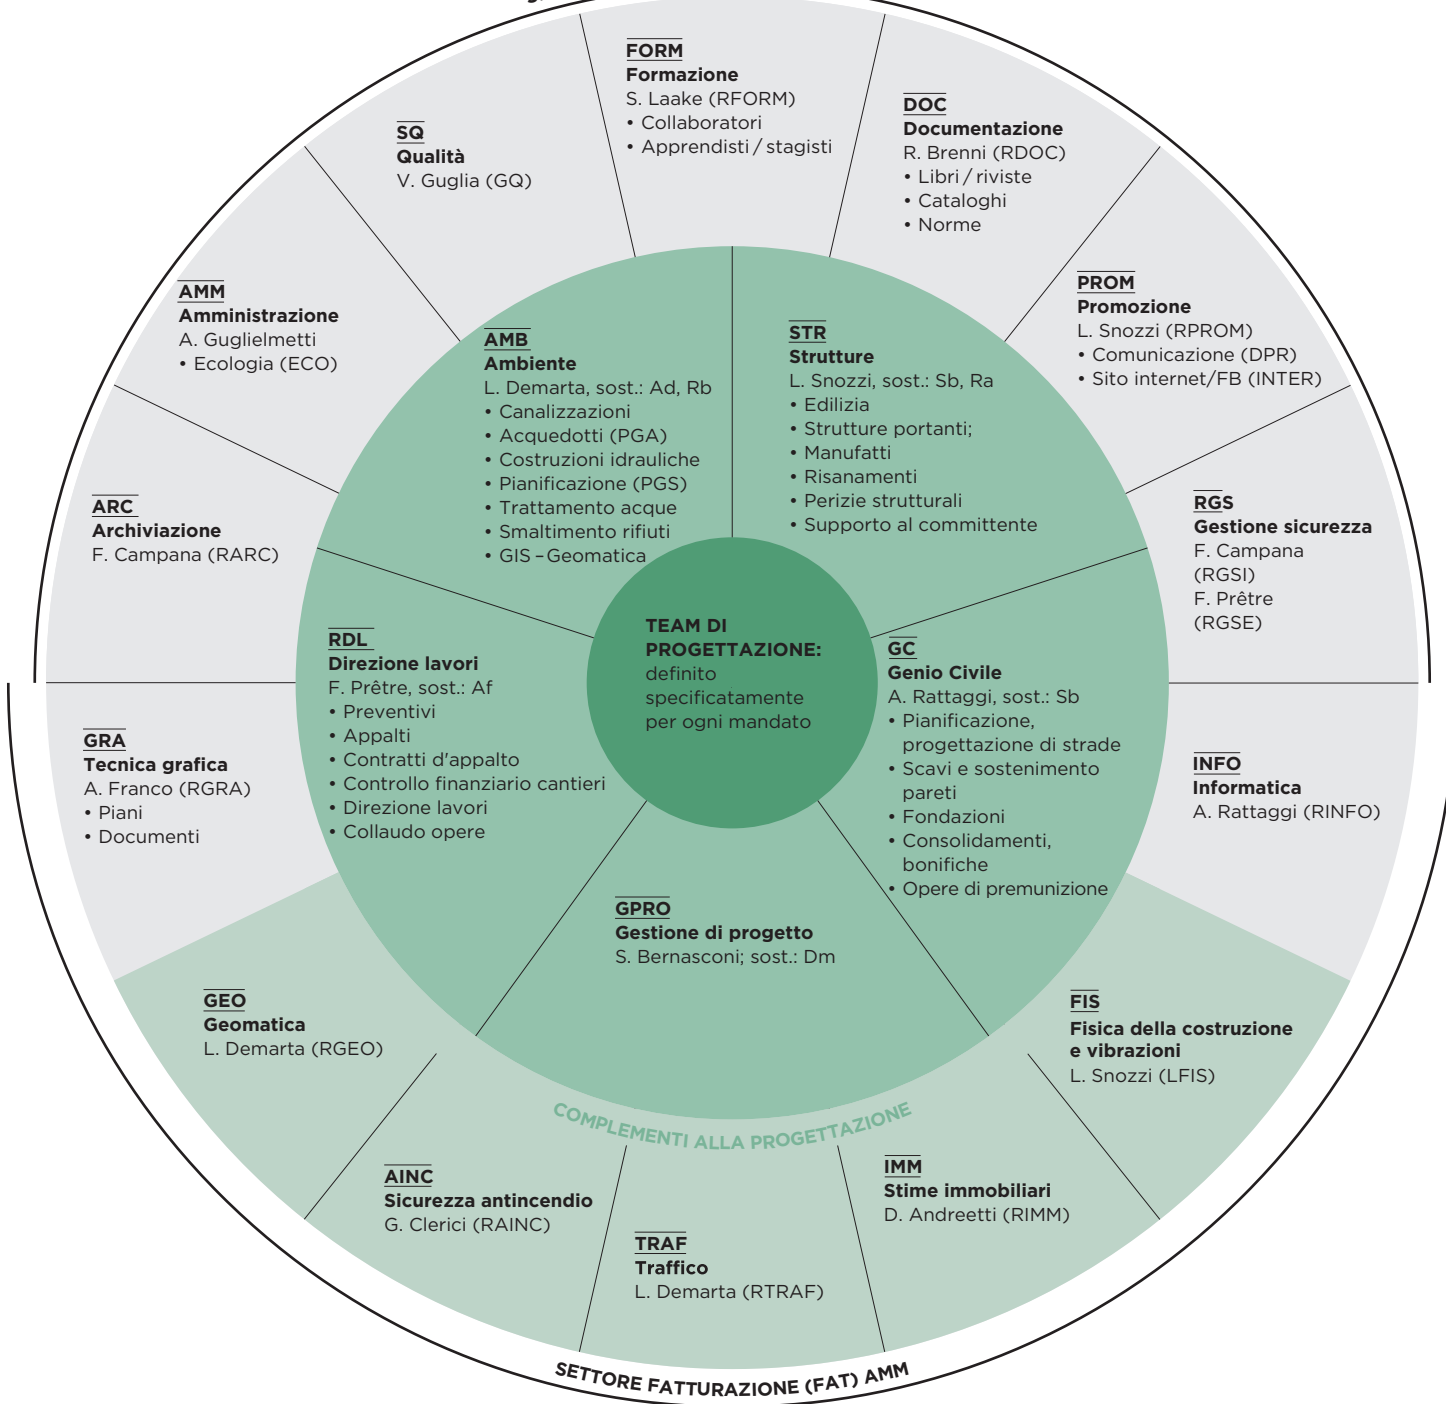 FORM
Formazione
S. Laake (RFORM)
• Collaboratori
• Apprendisti / stagisti
DOC
Documentazione
R. Brenni (RDOC)
• Libri / riviste
• Cataloghi
• Norme
SQ
Qualità
V. Guglia (GQ)
PROM
Promozione
L. Snozzi (RPROM)
• Comunicazione (DPR)
• Sito internet/FB (INTER)
AMM
Amministrazione
A. Guglielmetti
• Ecologia (ECO)
AMB
Ambiente
L. Demarta, sost.: Ad, Rb
• Canalizzazioni
• Acquedotti (PGA)
• Costruzioni idrauliche
• Pianificazione (PGS)
• Trattamento acque
• Smaltimento rifiuti
• GIS – Geomatica
STR
Strutture
L. Snozzi, sost.: Sb, Ra
• Edilizia
• Strutture portanti;
• Manufatti
• Risanamenti
• Perizie strutturali
• Supporto al committente
ARC
Archiviazione
F. Campana (RARC)
RGS
Gestione sicurezza
F. Campana
(RGSI)
F. Prêtre
(RGSE)
TEAM DI
PROGETTAZIONE:
definito
specificatamente
per ogni mandato
RDL
Direzione lavori
F. Prêtre, sost.: Af
• Preventivi
• Appalti
• Contratti d'appalto
• Controllo finanziario cantieri
• Direzione lavori
• Collaudo opere
GC
Genio Civile
A. Rattaggi, sost.: Sb
• Pianificazione,
progettazione di strade
• Scavi e sostenimento
pareti
• Fondazioni
• Consolidamenti,
bonifiche
• Opere di premunizione
GRA
Tecnica grafica
A. Franco (RGRA)
• Piani
• Documenti
INFO
Informatica
A. Rattaggi (RINFO)
GPRO
Gestione di progetto
S. Bernasconi; sost.: Dm
GEO
Geomatica
L. Demarta (RGEO)
FIS
Fisica della costruzione
e vibrazioni
L. Snozzi (LFIS)
COMPLEMENTI ALLA PROGETTAZIONE
AINC
Sicurezza antincendio
G. Clerici (RAINC)
IMM
Stime immobiliari
D. Andreetti (RIMM)
TRAF
Traffico
L. Demarta (RTRAF)
SETTORE FATTURAZIONE (FAT) AMM